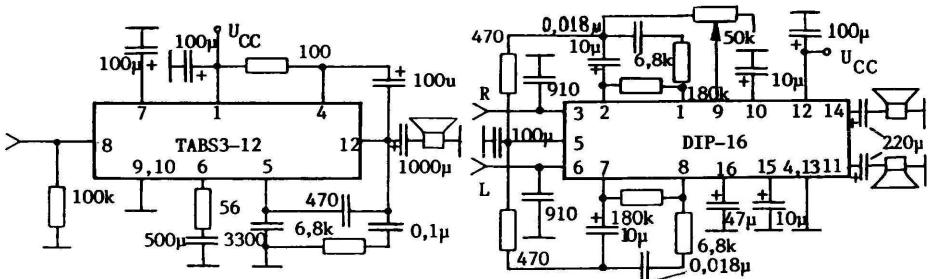 100µ
U CC
100µ
100
100u
7
1
4
8
TABS3-12
12
9,10
6
5
1000µ
100k
56
470
500µ
3300
6,8k
0,1µ
470
0,018µ
10µ
6,8k
50k
100µ
U CC
10µ
180k
R
910
3
2
1
9
10
12
14
100µ
5
DIP-16
220µ
L
6
7
8
16
15
4,13
11
910
180k
10µ
47µ
10µ
470
6,8k
0,018µ